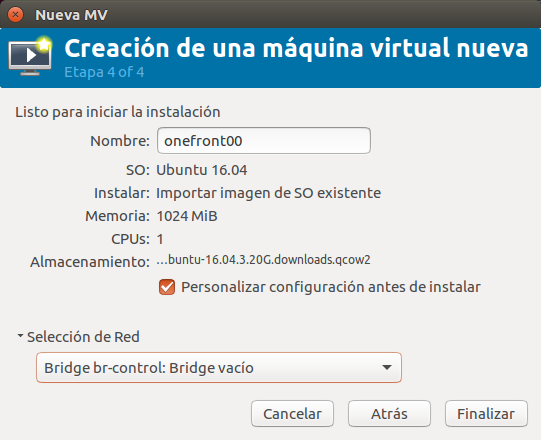 Nueva MV
Creación de una máquina virtual nueva
Etapa 4 of 4
Listo para iniciar la instalación
Nombre: onefront00
SO: Ubuntu 16.04
Instalar: Importar imagen de SO existente
Memoria: 1024 MiB
CPUs: 1
Almacenamiento: ...buntu-16.04.3.20G.downloads.qcow2
Personalizar configuración antes de instalar
Selección de Red
Bridge br-control: Bridge vacío
Cancelar Atrás Finalizar